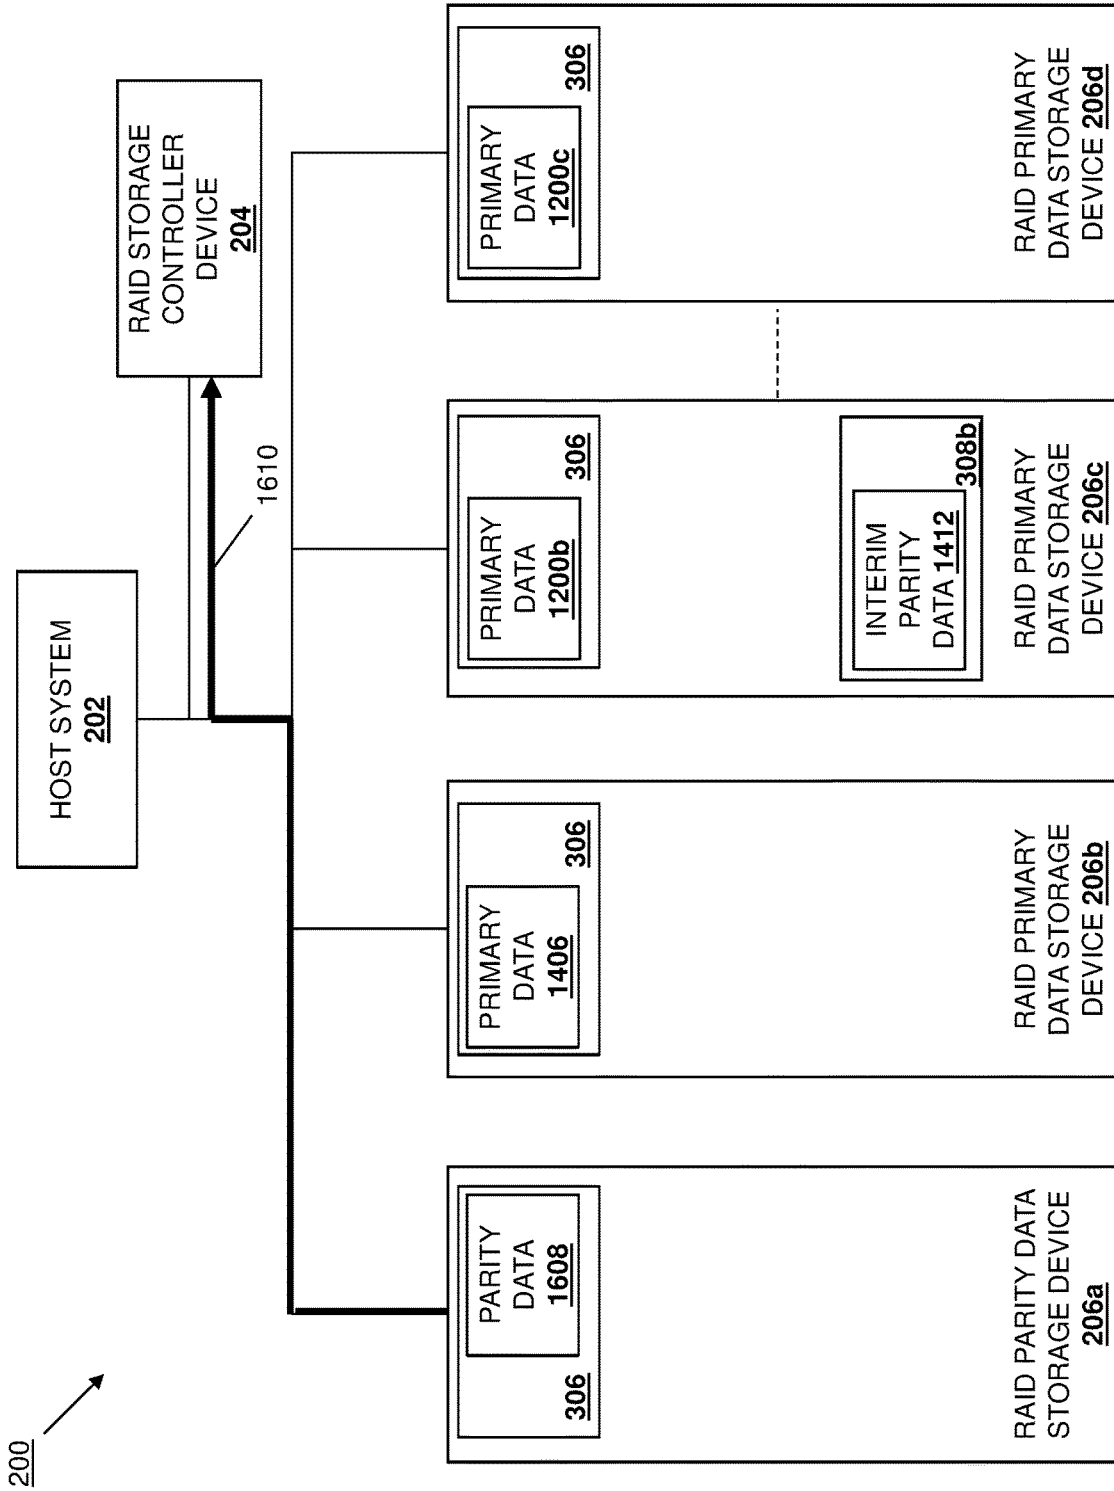 200
HOST SYSTEM
202
RAID STORAGE
CONTROLLER
DEVICE
204
1610
PARITY
DATA
1608
306
RAID PARITY DATA
STORAGE DEVICE
206a
PRIMARY
DATA
1406
306
RAID PRIMARY
DATA STORAGE
DEVICE 206b
PRIMARY
DATA
1200b
306
INTERIM
PARITY
DATA 1412
308b
RAID PRIMARY
DATA STORAGE
DEVICE 206c
PRIMARY
DATA
1200c
306
RAID PRIMARY
DATA STORAGE
DEVICE 206d